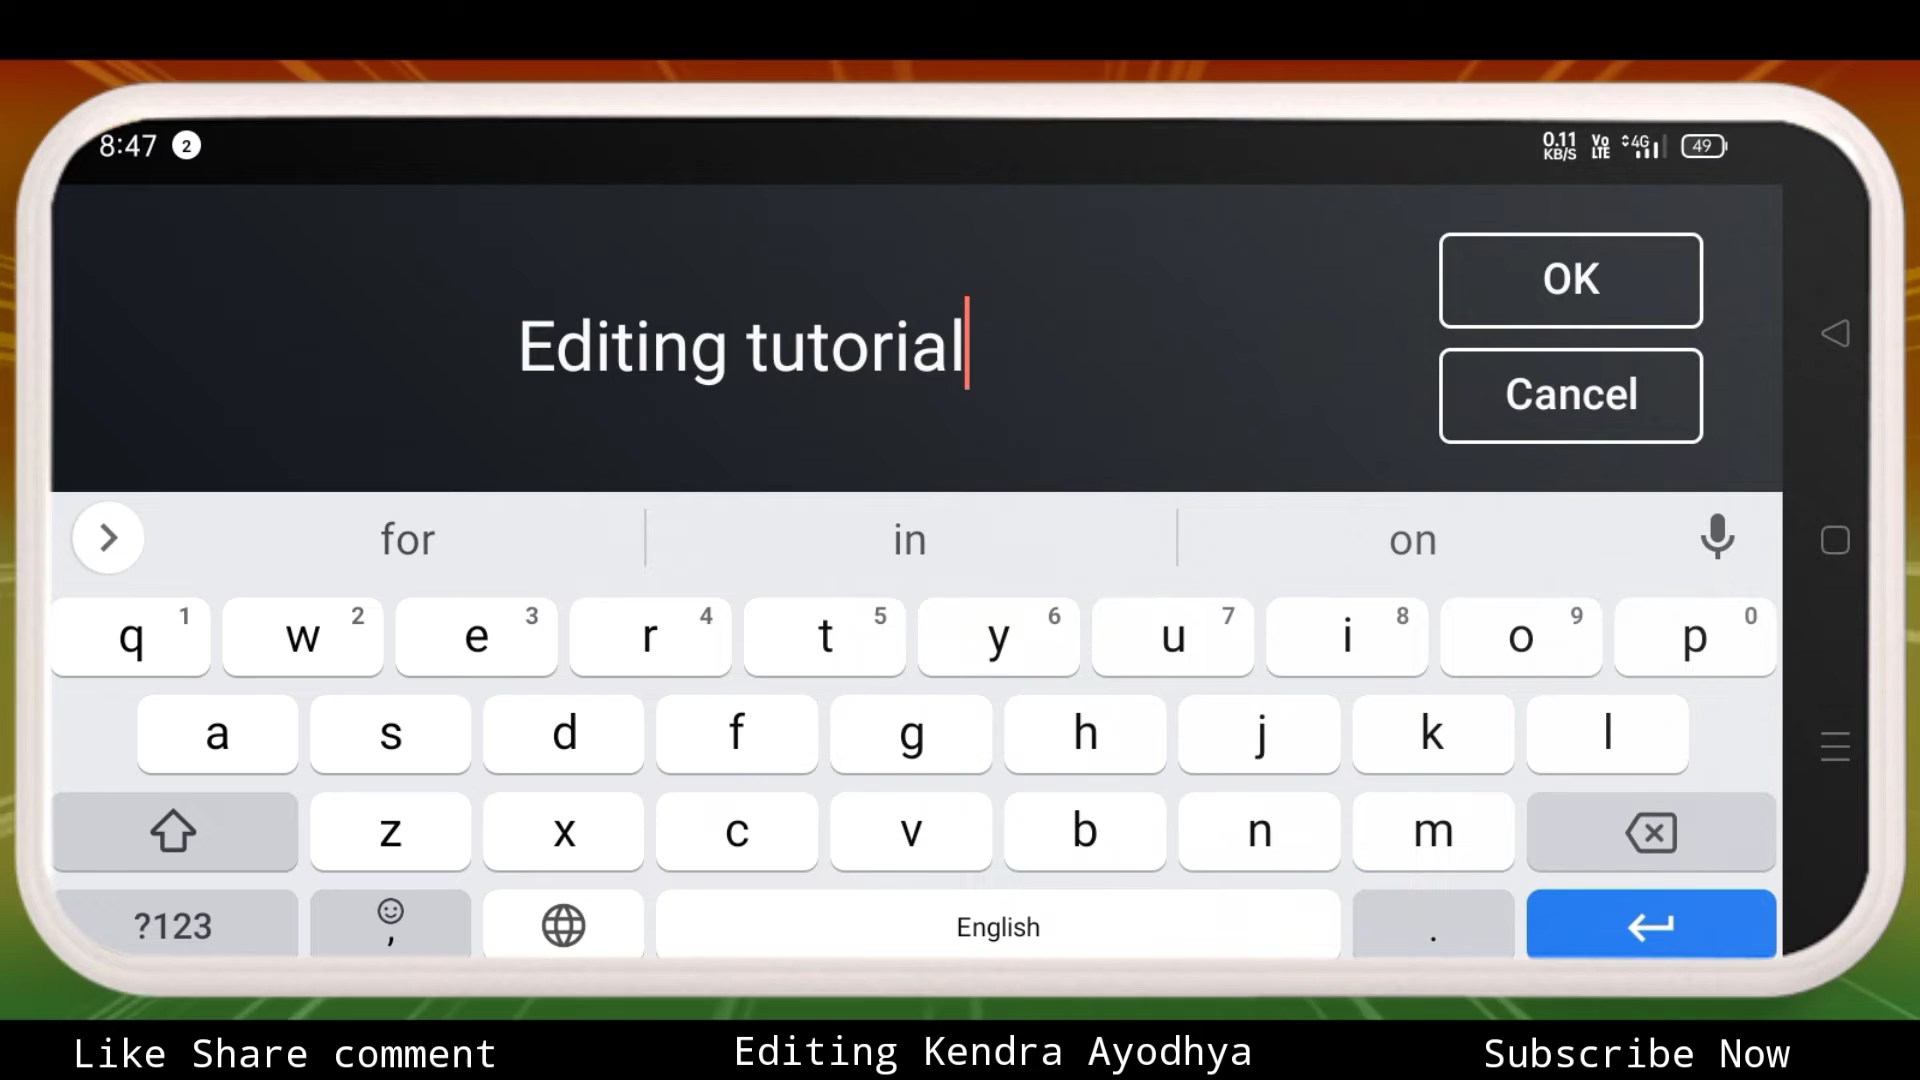 8:47 2 0.11 KB/S Vo LTE 4G 49
OK
Editing tutorial
Cancel
for in on
q 1 w 2 e 3 r 4 t 5 y 6 u 7 i 8 o 9 p 0
a s d f g h j k l
z x c v b n m
?123 , English .
Like Share comment Editing Kendra Ayodhya Subscribe Now